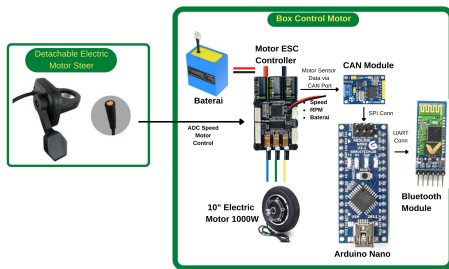 Box Control Motor
Detachable Electric
Motor Steer
Motor ESC
Controller
Motor Sensor
Data via
CAN Port
CAN Module
Baterai
Speed
RPM
Baterai
SPI Conn
ADC Speed
Motor
Control
UART
Conn
10" Electric
Motor 1000W
Bluetooth
Module
Arduino Nano